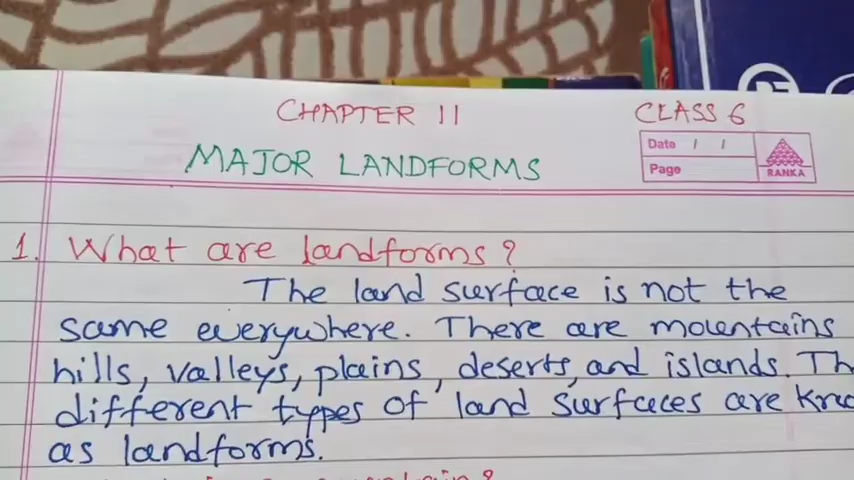 CHAPTER 11
CLASS 6
MAJOR LANDFORMS
Date / /
Page
RANKA
1. What are landforms?
The land surface is not the
same everywhere. There are mountains
hills, valleys, plains, deserts, and islands. Th
different types of land surfaces are kno
as landforms.